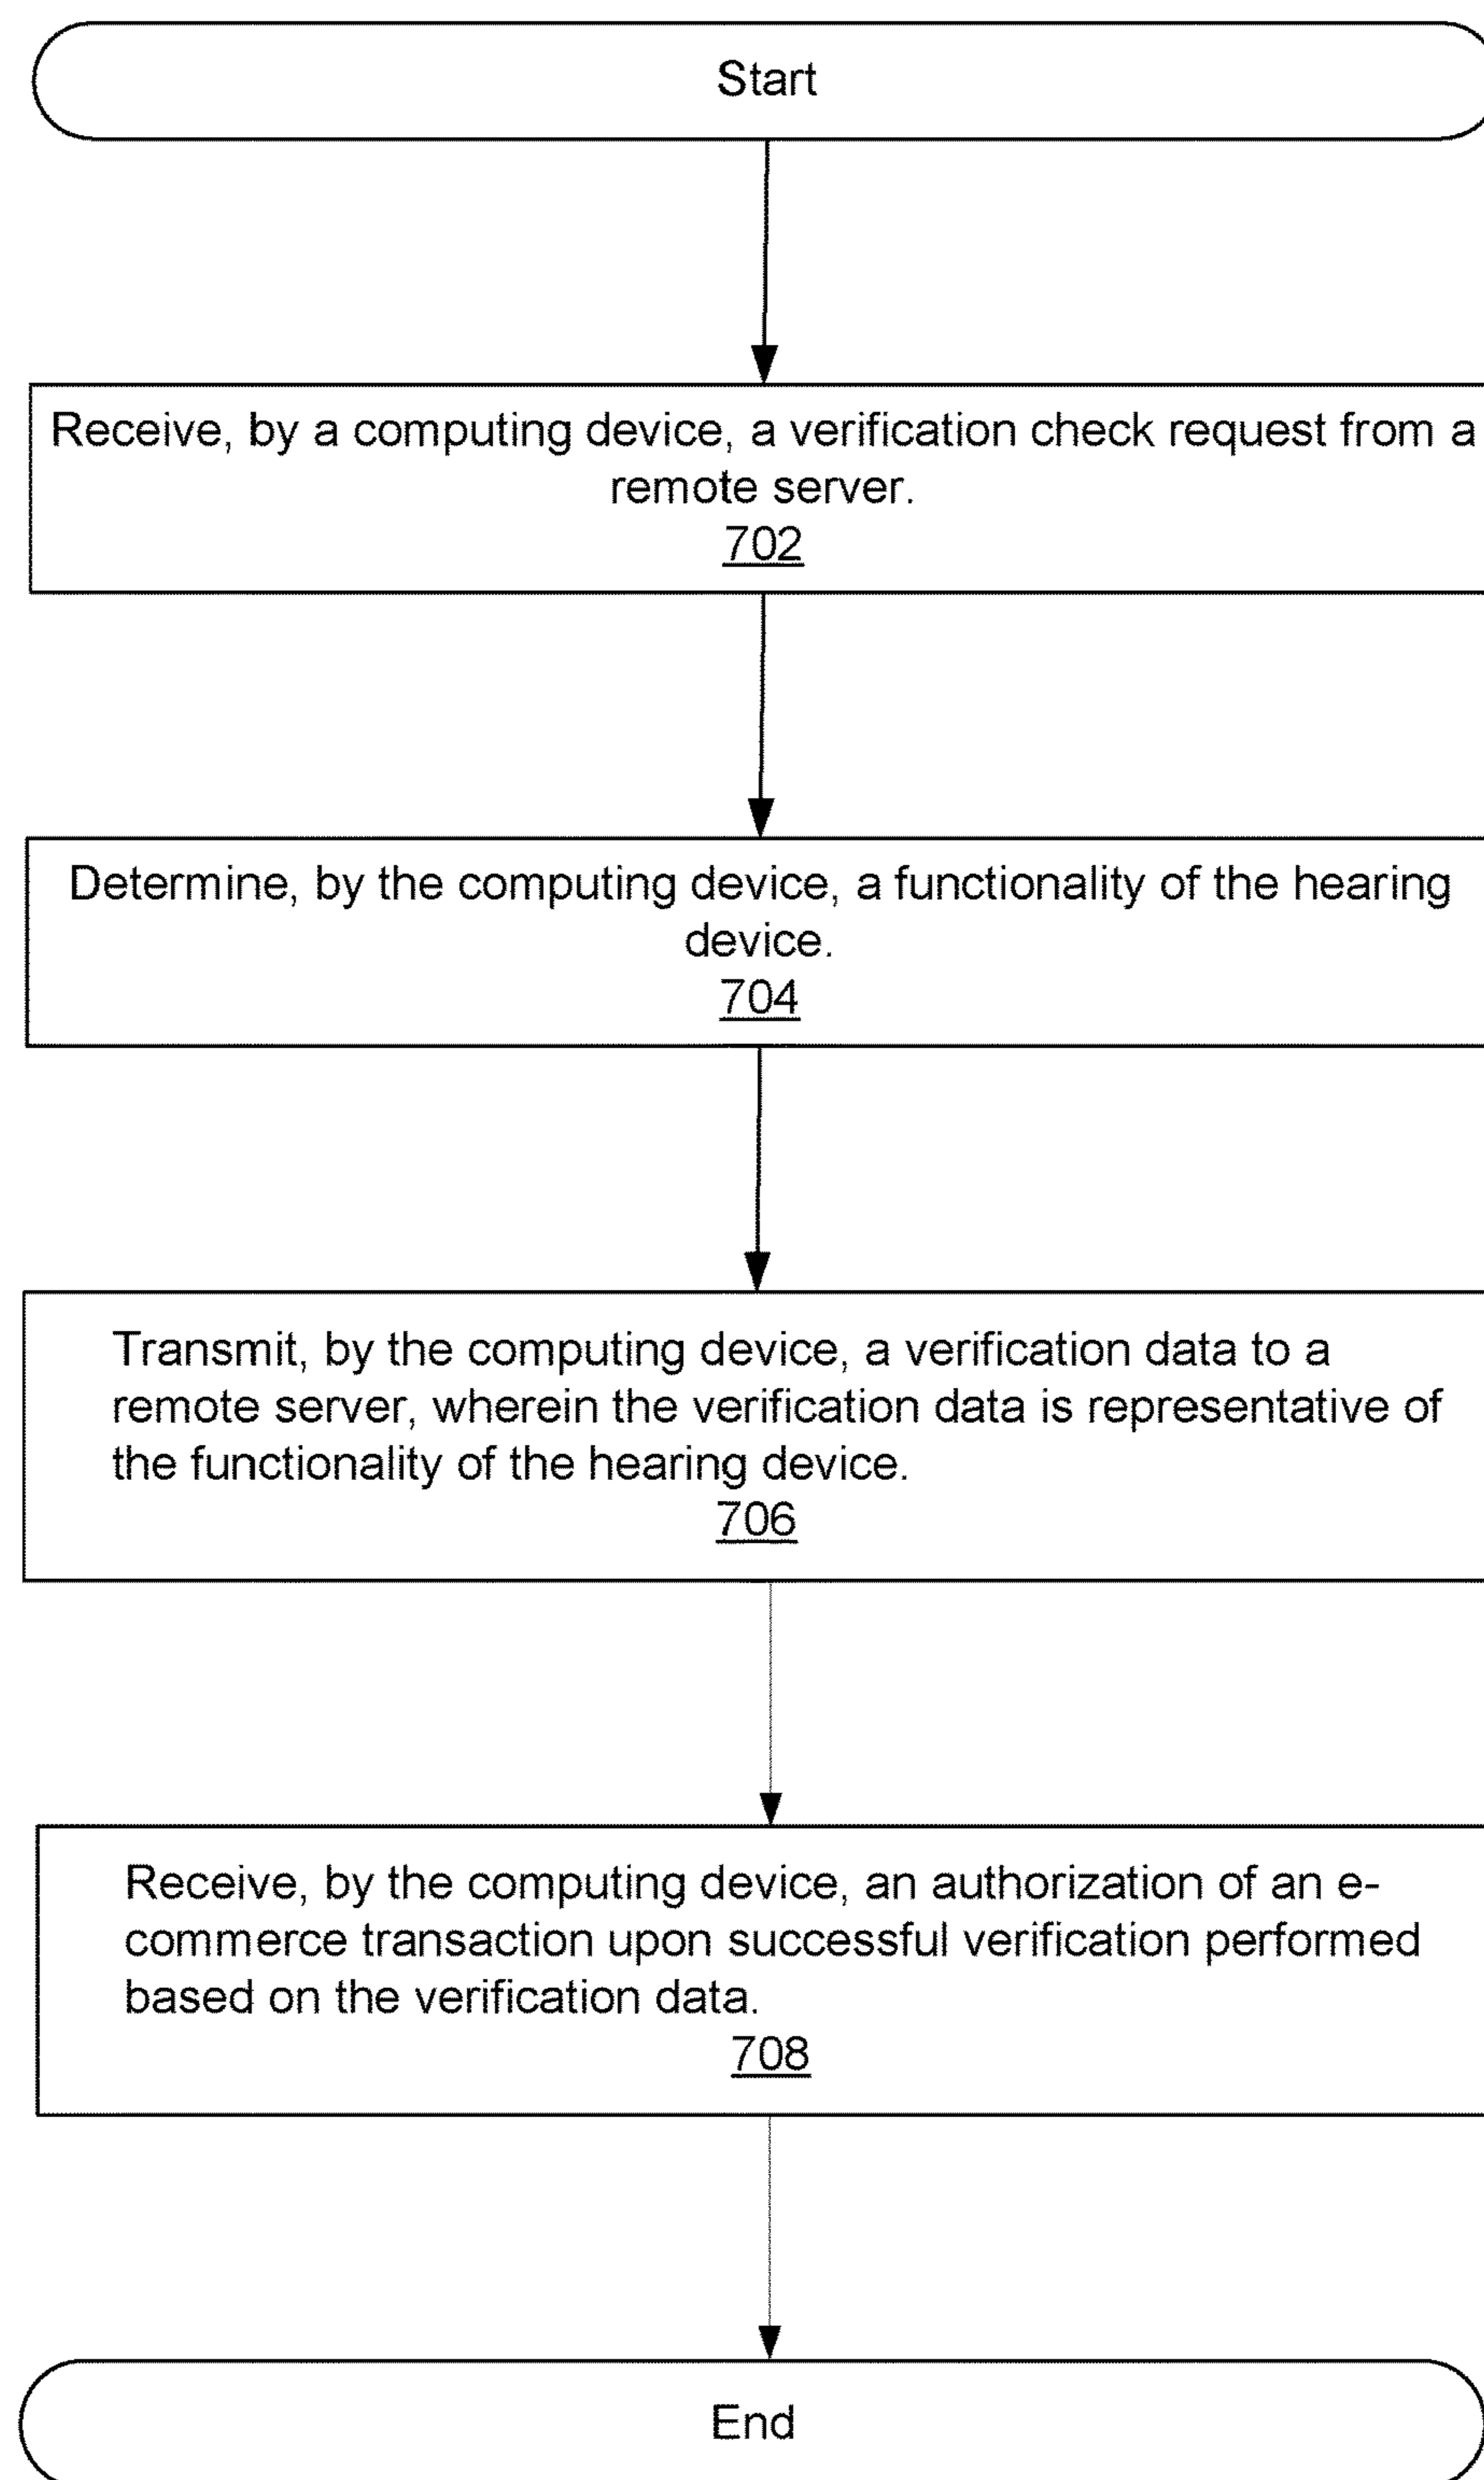 Start
Receive, by a computing device, a verification check request from a
remote server.
702
Determine, by the computing device, a functionality of the hearing
device.
704
Transmit, by the computing device, a verification data to a
remote server, wherein the verification data is representative of
the functionality of the hearing device.
706
Receive, by the computing device, an authorization of an e-
commerce transaction upon successful verification performed
based on the verification data.
708
End